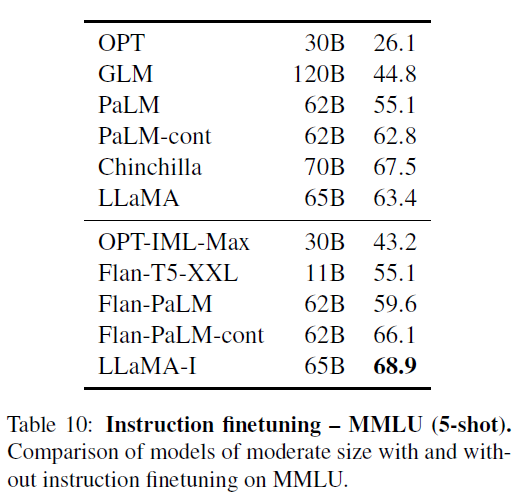 OPT 30B 26.1
GLM 120B 44.8
PaLM 62B 55.1
PaLM-cont 62B 62.8
Chinchilla 70B 67.5
LLaMA 65B 63.4
OPT-IML-Max 30B 43.2
Flan-T5-XXL 11B 55.1
Flan-PaLM 62B 59.6
Flan-PaLM-cont 62B 66.1
LLaMA-I 65B 68.9
Table 10: Instruction finetuning – MMLU (5-shot).
Comparison of models of moderate size with and with-
out instruction finetuning on MMLU.